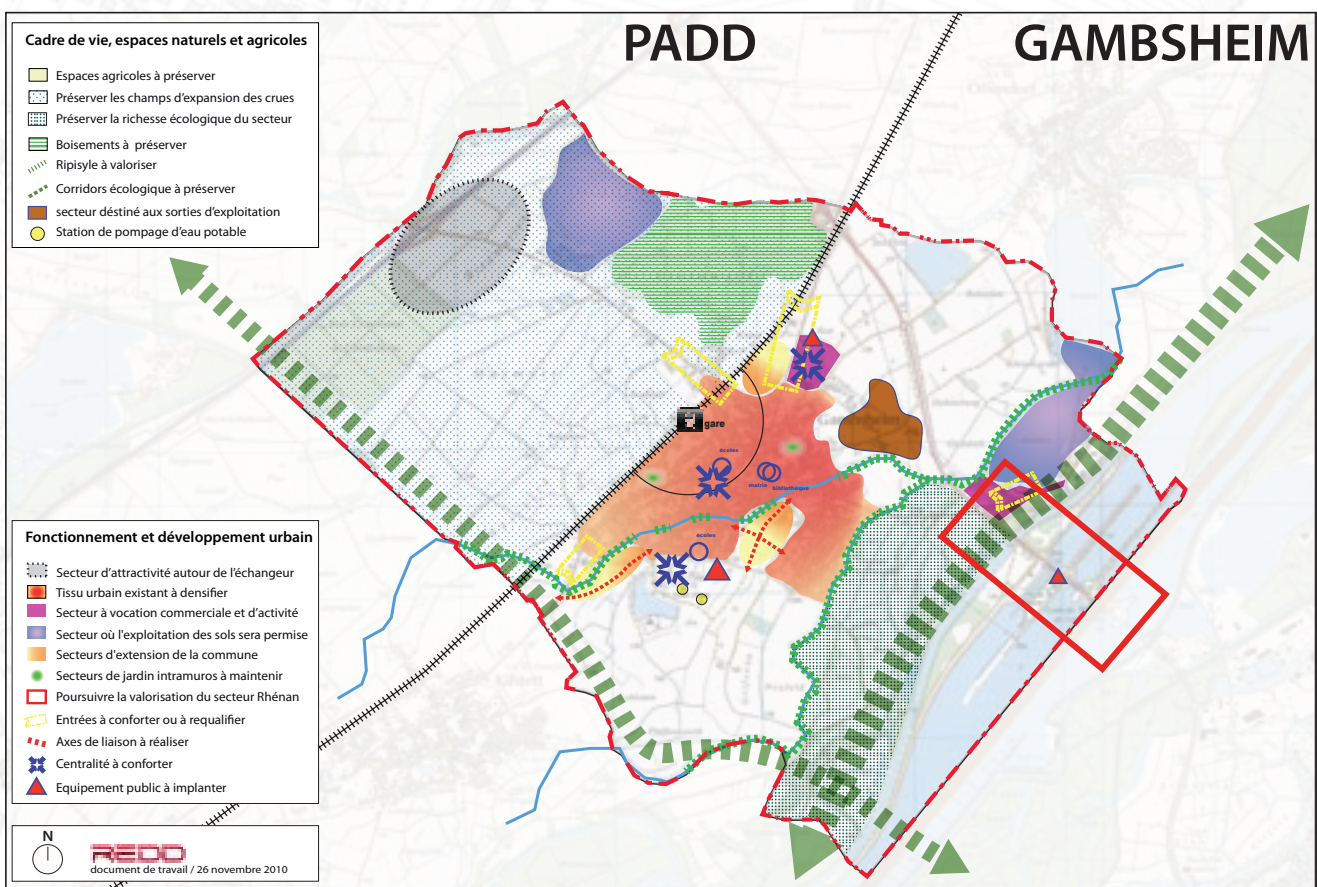 PADD
GAMBSHEIM
Cadre de vie, espaces naturels et agricoles
Espaces agricoles à préserver
Préserver les champs d'expansion des crues
Préserver la richesse écologique du secteur
Boisements à préserver
Ripisyle à valoriser
Corridors écologique à préserver
secteur déstiné aux sorties d'exploitation
Station de pompage d'eau potable
gare
écoles
mairie
bibliothèque
écoles
Fonctionnement et développement urbain
Secteur d'attractivité autour de l'échangeur
Tissu urbain existant à densifier
Secteur à vocation commerciale et d'activité
Secteur où l'exploitation des sols sera permise
Secteurs d'extension de la commune
Secteurs de jardin intramuros à maintenir
Poursuivre la valorisation du secteur Rhénan
Entrées à conforter ou à requalifier
Axes de liaison à réaliser
Centralité à conforter
Equipement public à implanter
N
REDD
document de travail / 26 novembre 2010